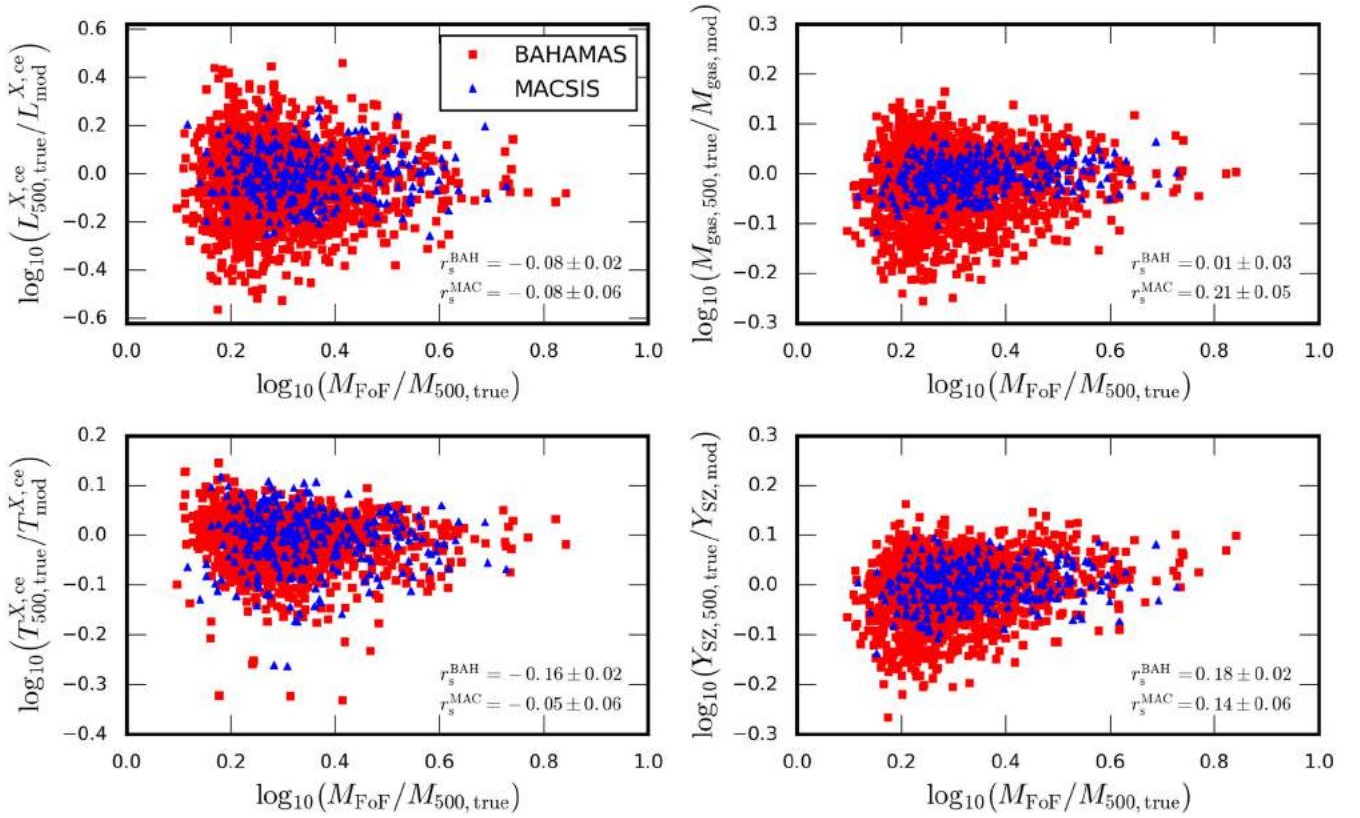 log10(L^{X,ce}_{500,true}/L^{X,ce}_{mod})
0.6
0.4
0.2
0.0
−0.2
−0.4
−0.6
BAHAMAS
MACSIS
r_s^{BAH} = −0.08 ± 0.02
r_s^{MAC} = −0.08 ± 0.06
0.0 0.2 0.4 0.6 0.8 1.0
log10(M_{FoF}/M_{500,true})
log10(M_{gas,500,true}/M_{gas,mod})
0.3
0.2
0.1
0.0
−0.1
−0.2
−0.3
r_s^{BAH} = 0.01 ± 0.03
r_s^{MAC} = 0.21 ± 0.05
0.0 0.2 0.4 0.6 0.8 1.0
log10(M_{FoF}/M_{500,true})
log10(T^{X,ce}_{500,true}/T^{X,ce}_{mod})
0.2
0.1
0.0
−0.1
−0.2
−0.3
−0.4
r_s^{BAH} = −0.16 ± 0.02
r_s^{MAC} = −0.05 ± 0.06
0.0 0.2 0.4 0.6 0.8 1.0
log10(M_{FoF}/M_{500,true})
log10(Y_{SZ,500,true}/Y_{SZ,mod})
0.3
0.2
0.1
0.0
−0.1
−0.2
−0.3
r_s^{BAH} = 0.18 ± 0.02
r_s^{MAC} = 0.14 ± 0.06
0.0 0.2 0.4 0.6 0.8 1.0
log10(M_{FoF}/M_{500,true})